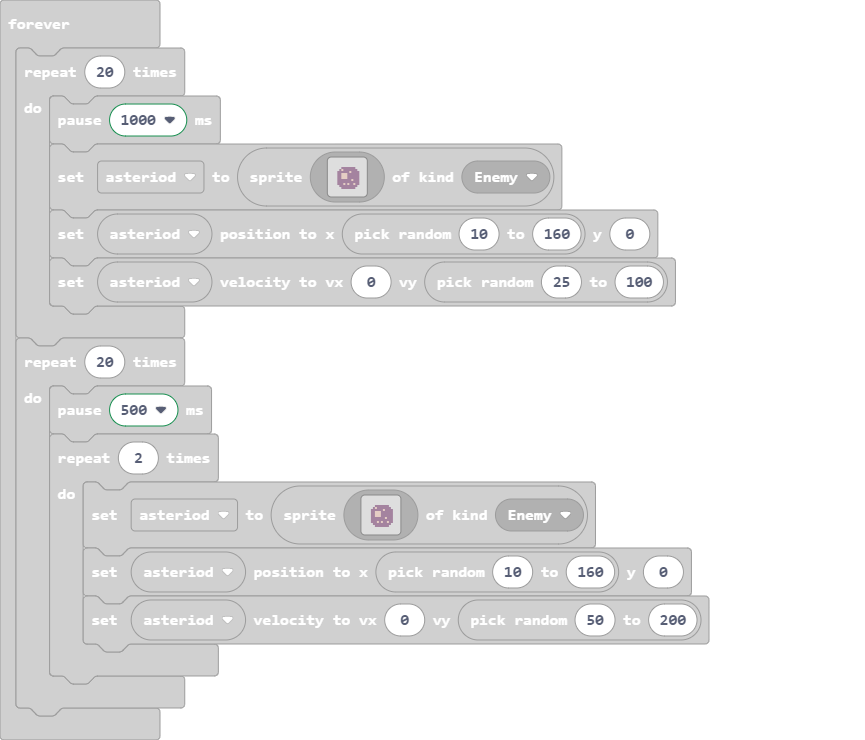 forever
repeat 20 times
do
pause 1000 ms
set asteriod to sprite of kind Enemy
set asteriod position to x pick random 10 to 160 y 0
set asteriod velocity to vx 0 vy pick random 25 to 100
repeat 20 times
do
pause 500 ms
repeat 2 times
do
set asteriod to sprite of kind Enemy
set asteriod position to x pick random 10 to 160 y 0
set asteriod velocity to vx 0 vy pick random 50 to 200